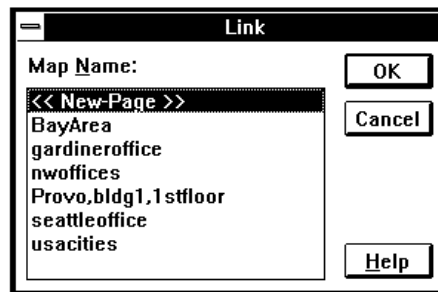 Link
Map Name:
<< New-Page >>
BayArea
gardineroffice
nwoffices
Provo,bldg1,1stfloor
seattleoffice
usacities
OK
Cancel
Help